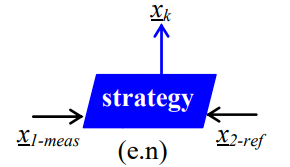 x_k
strategy
x_1-meas x_2-ref
(e.n)